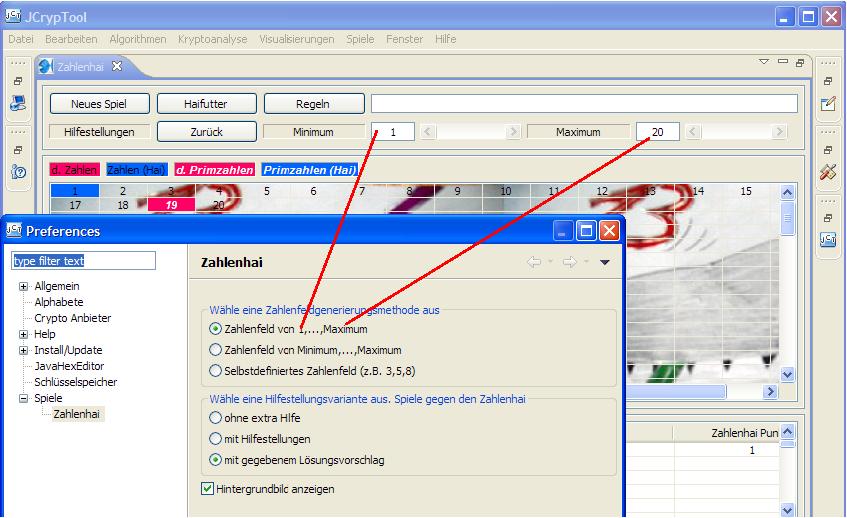 JCrypTool
Datei Bearbeiten Algorithmen Kryptoanalyse Visualisierungen Spiele Fenster Hilfe
Zahlenhai
Neues Spiel Haifutter Regeln
Hilfestellungen Zurück Minimum 1 Maximum 20
d. Zahlen Zahlen (Hai) d. Primzahlen Primzahlen (Hai)
1 2 3 4 5 6 7 8 9 10 11 12 13 14 15
17 18 19 20
Preferences
type filter text
Zahlenhai
Allgemein
Alphabete
Crypto Anbieter
Help
Install/Update
JavaHexEditor
Schlüsselspeicher
Spiele
Zahlenhai
Wähle eine Zahlenfeldgenerierungsmethode aus
Zahlenfeld von 1,...,Maximum
Zahlenfeld von Minimum,...,Maximum
Selbstdefiniertes Zahlenfeld (z.B. 3,5,8)
Wähle eine Hilfestellungsvariante aus. Spiele gegen den Zahlenhai
ohne extra Hlfe
mit Hilfestellungen
mit gegebenem Lösungsvorschlag
Hintergrundbild anzeigen
Zahlenhai Pun
1